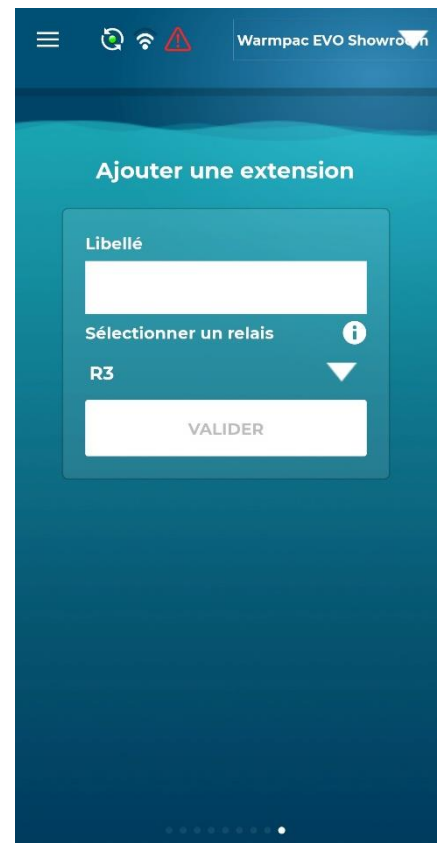 Warmpac EVO Showroom
Ajouter une extension
Libellé
Sélectionner un relais
R3
VALIDER